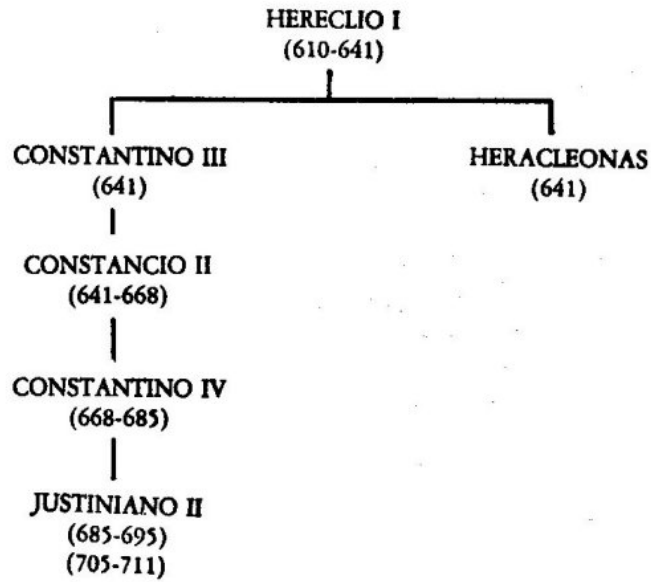 HERECLIO I
(610-641)
CONSTANTINO III
(641)
HERACLEONAS
(641)
CONSTANCIO II
(641-668)
CONSTANTINO IV
(668-685)
JUSTINIANO II
(685-695)
(705-711)